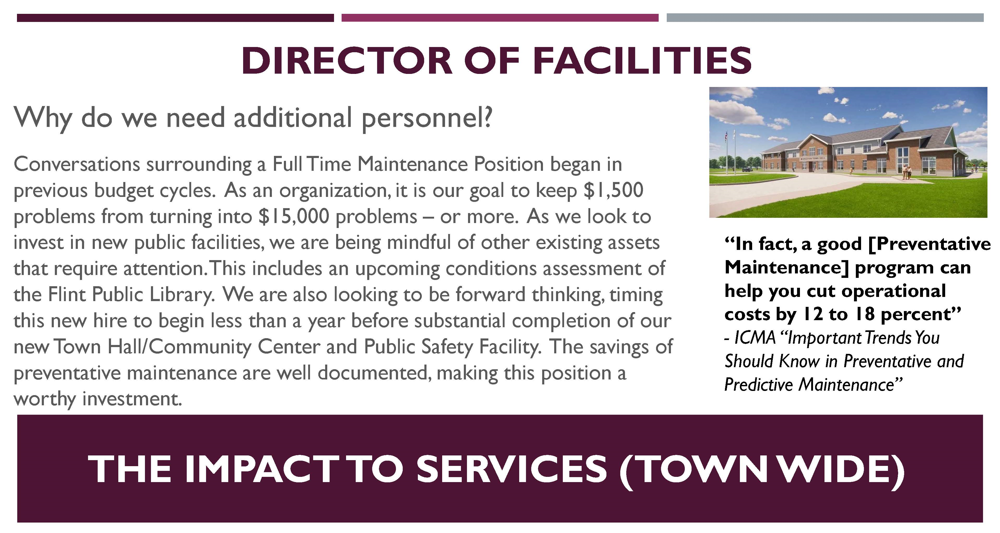 DIRECTOR OF FACILITIES
Why do we need additional personnel?
Conversations surrounding a Full Time Maintenance Position began in
previous budget cycles. As an organization, it is our goal to keep $1,500
problems from turning into $15,000 problems – or more. As we look to
invest in new public facilities, we are being mindful of other existing assets
that require attention. This includes an upcoming conditions assessment of
the Flint Public Library. We are also looking to be forward thinking, timing
this new hire to begin less than a year before substantial completion of our
new Town Hall/Community Center and Public Safety Facility. The savings of
preventative maintenance are well documented, making this position a
worthy investment.
MIDDLETON TOWN HALL
“In fact, a good [Preventative
Maintenance] program can
help you cut operational
costs by 12 to 18 percent”
- ICMA “Important Trends You
Should Know in Preventative and
Predictive Maintenance”
THE IMPACT TO SERVICES (TOWN WIDE)